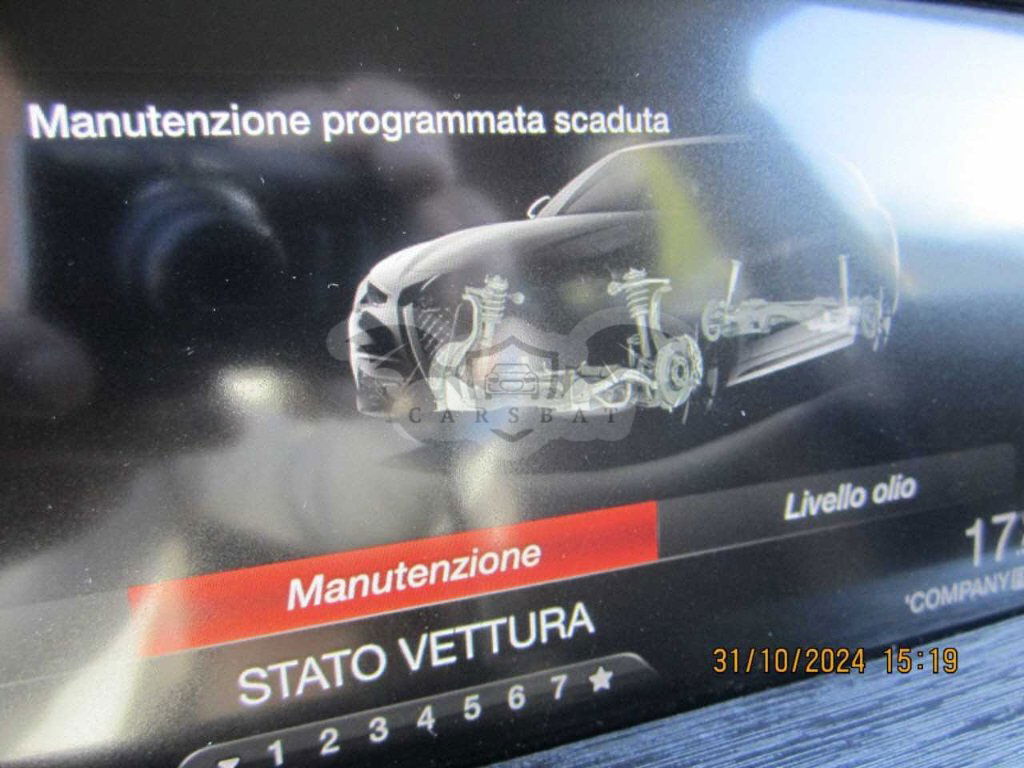 Manutenzione programmata scaduta
CARSBAT
Livello olio
Manutenzione
STATO VETTURA
1 2 3 4 5 6 7
31/10/2024 15:19